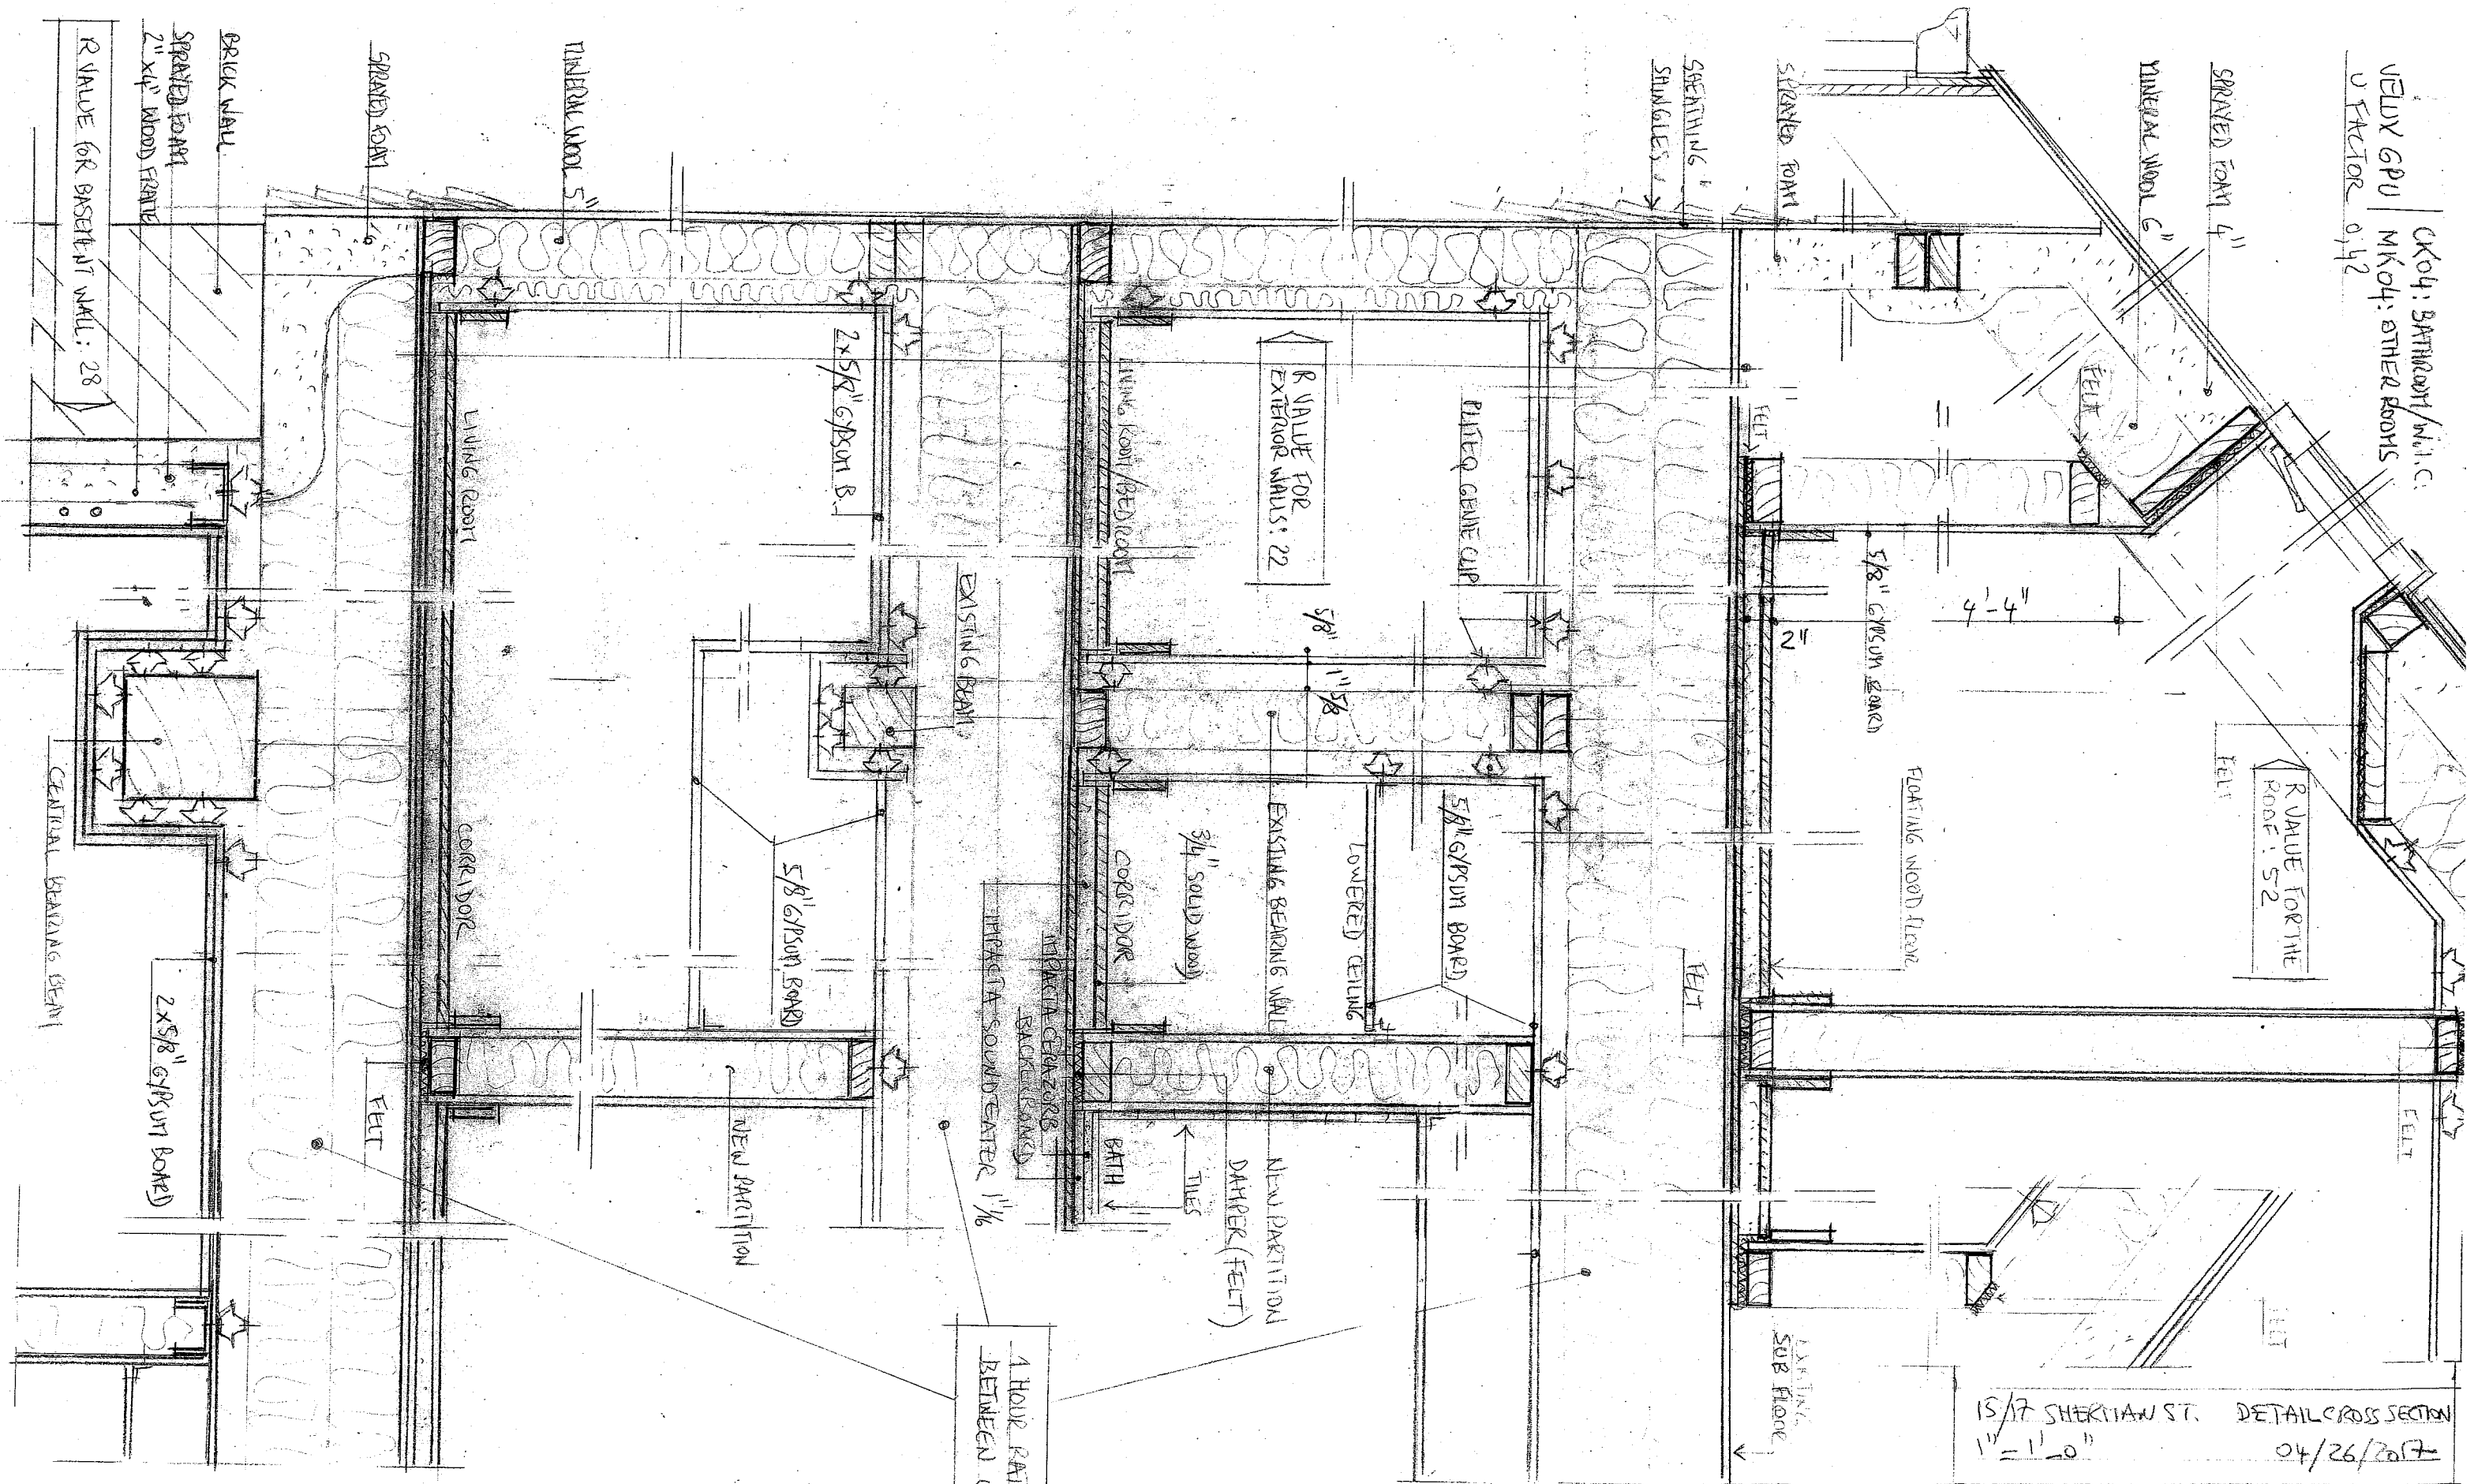 VELUX GPU
CK04: BATHROOM/W.I.C.
MK04: OTHER ROOMS
U FACTOR 0,42
SPRAYED FOAM 4"
MINERAL WOOL 6"
SPRAYED FOAM
SHEATHING
SHINGLES
MINERAL WOOL 5"
SPRAYED FOAM
BRICK WALL
SPRAYED FOAM
2"x4" WOOD FRAME
R VALUE FOR BASEMENT WALL: 28
FELT
FELT
R VALUE FOR THE
ROOF: 52
FELT
4'-4"
2"
5/8" GYPSUM BOARD
FLOATING WOOD FLOOR
FELT
FELT
FELT
EXISTING
SUB FLOOR
PLITEQ GENIE CLIP
R VALUE FOR
EXTERIOR WALLS: 22
LIVING ROOM/BEDROOM
5/8"
1" 5/8
5/8" GYPSUM BOARD
LOWERED CEILING
EXISTING BEARING WALL
3/4" SOLID WOOD
CORRIDOR
NEW PARTITION
DAMPER (FELT)
TILES
BATH
IMPACTA CERAZORB
BACKERBOARD
IMPACTA SOUNDEATER 1"1/16
2x5/8" GYPSUM B.
EXISTING BEAM
LIVING ROOM
CORRIDOR
5/8" GYPSUM BOARD
NEW PARTITION
FELT
CENTRAL BEARING BEAM
2x5/8" GYPSUM BOARD
1 HOUR
BETWEEN
15/17 SHERMAN ST. DETAIL CROSS SECTION
1"=1'-0" 04/26/2017